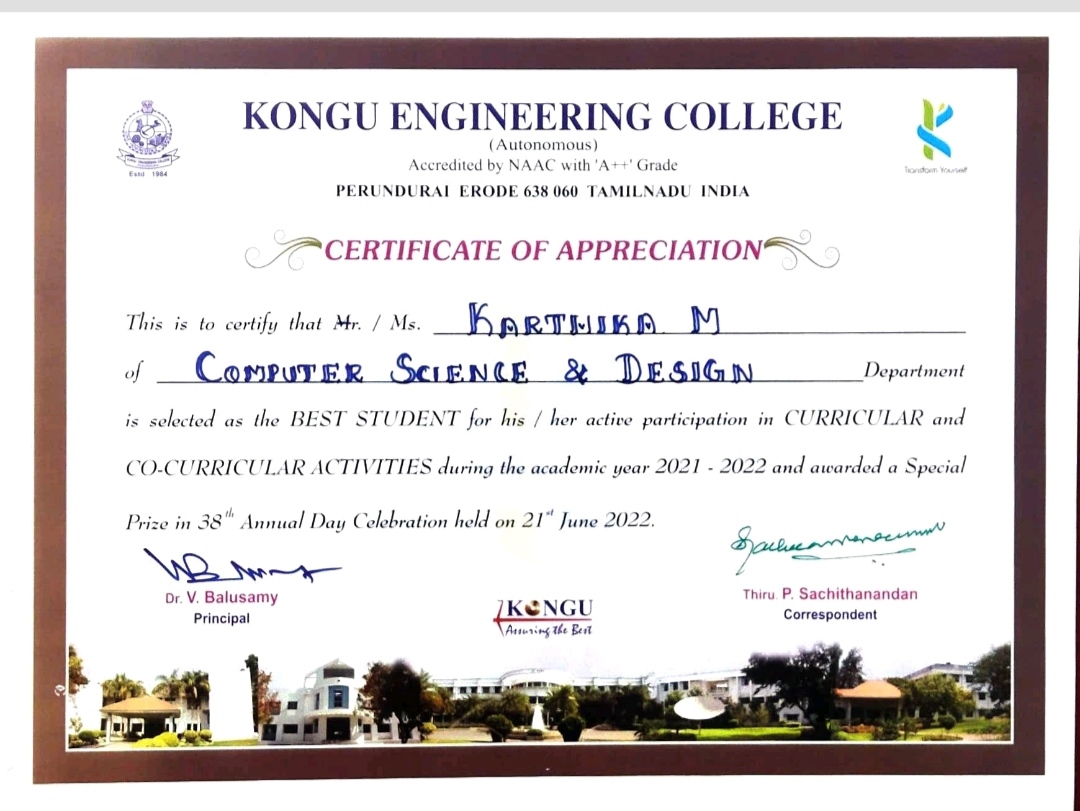 KONGU ENGINEERING COLLEGE
(Autonomous)
Accredited by NAAC with 'A++' Grade
PERUNDURAI ERODE 638 060 TAMILNADU INDIA
Estd 1984
Transform Yourself
CERTIFICATE OF APPRECIATION
This is to certify that Mr. / Ms. KARTHIKA M
of COMPUTER SCIENCE & DESIGN Department
is selected as the BEST STUDENT for his / her active participation in CURRICULAR and
CO-CURRICULAR ACTIVITIES during the academic year 2021 - 2022 and awarded a Special
Prize in 38th Annual Day Celebration held on 21st June 2022.
Dr. V. Balusamy
Principal
KONGU
Assuring the Best
Thiru. P. Sachithanandan
Correspondent